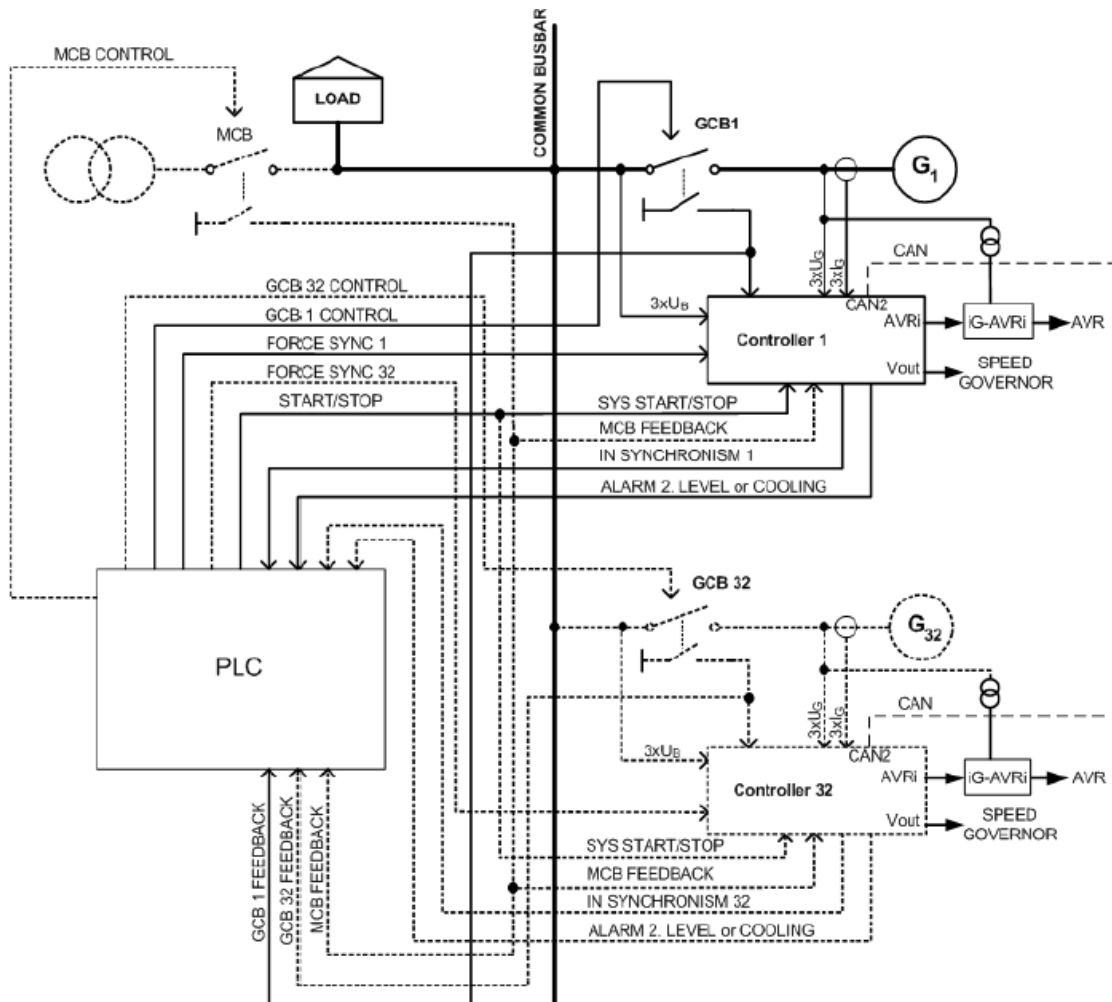 MCB CONTROL
LOAD
MCB
COMMON BUSBAR
GCB1
G1
CAN
GCB 32 CONTROL
GCB 1 CONTROL
FORCE SYNC 1
FORCE SYNC 32
START/STOP
3xUB
3xUG
3xIG
CAN2
Controller 1
AVRi
iG-AVRi
AVR
Vout
SPEED
GOVERNOR
SYS START/STOP
MCB FEEDBACK
IN SYNCHRONISM 1
ALARM 2. LEVEL or COOLING
PLC
GCB 32
G32
CAN
3xUB
3xUG
3xIG
CAN2
Controller 32
AVRi
iG-AVRi
AVR
Vout
SPEED
GOVERNOR
SYS START/STOP
MCB FEEDBACK
IN SYNCHRONISM 32
ALARM 2. LEVEL or COOLING
GCB 1 FEEDBACK
GCB 32 FEEDBACK
MCB FEEDBACK